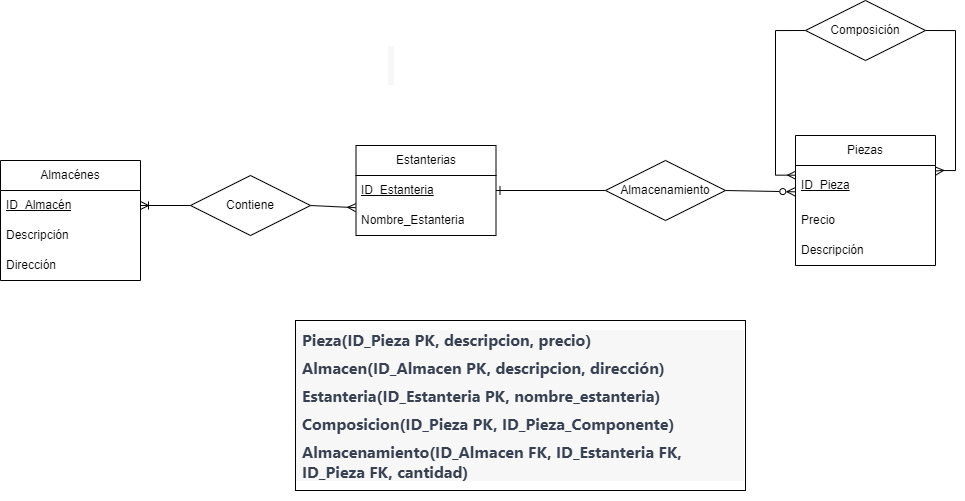 Composición
Almacénes
ID_Almacén
Descripción
Dirección
Contiene
Estanterias
ID_Estanteria
Nombre_Estanteria
Almacenamiento
Piezas
ID_Pieza
Precio
Descripción
Pieza(ID_Pieza PK, descripcion, precio)
Almacen(ID_Almacen PK, descripcion, dirección)
Estanteria(ID_Estanteria PK, nombre_estanteria)
Composicion(ID_Pieza PK, ID_Pieza_Componente)
Almacenamiento(ID_Almacen FK, ID_Estanteria FK,
ID_Pieza FK, cantidad)